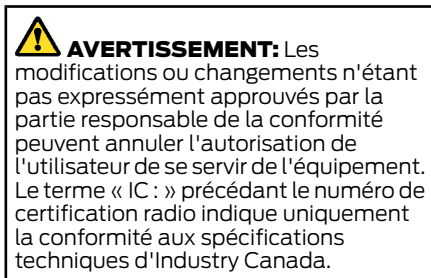 AVERTISSEMENT: Les
modifications ou changements n'étant
pas expressément approuvés par la
partie responsable de la conformité
peuvent annuler l'autorisation de
l'utilisateur de se servir de l'équipement.
Le terme « IC : » précédant le numéro de
certification radio indique uniquement
la conformité aux spécifications
techniques d'Industry Canada.